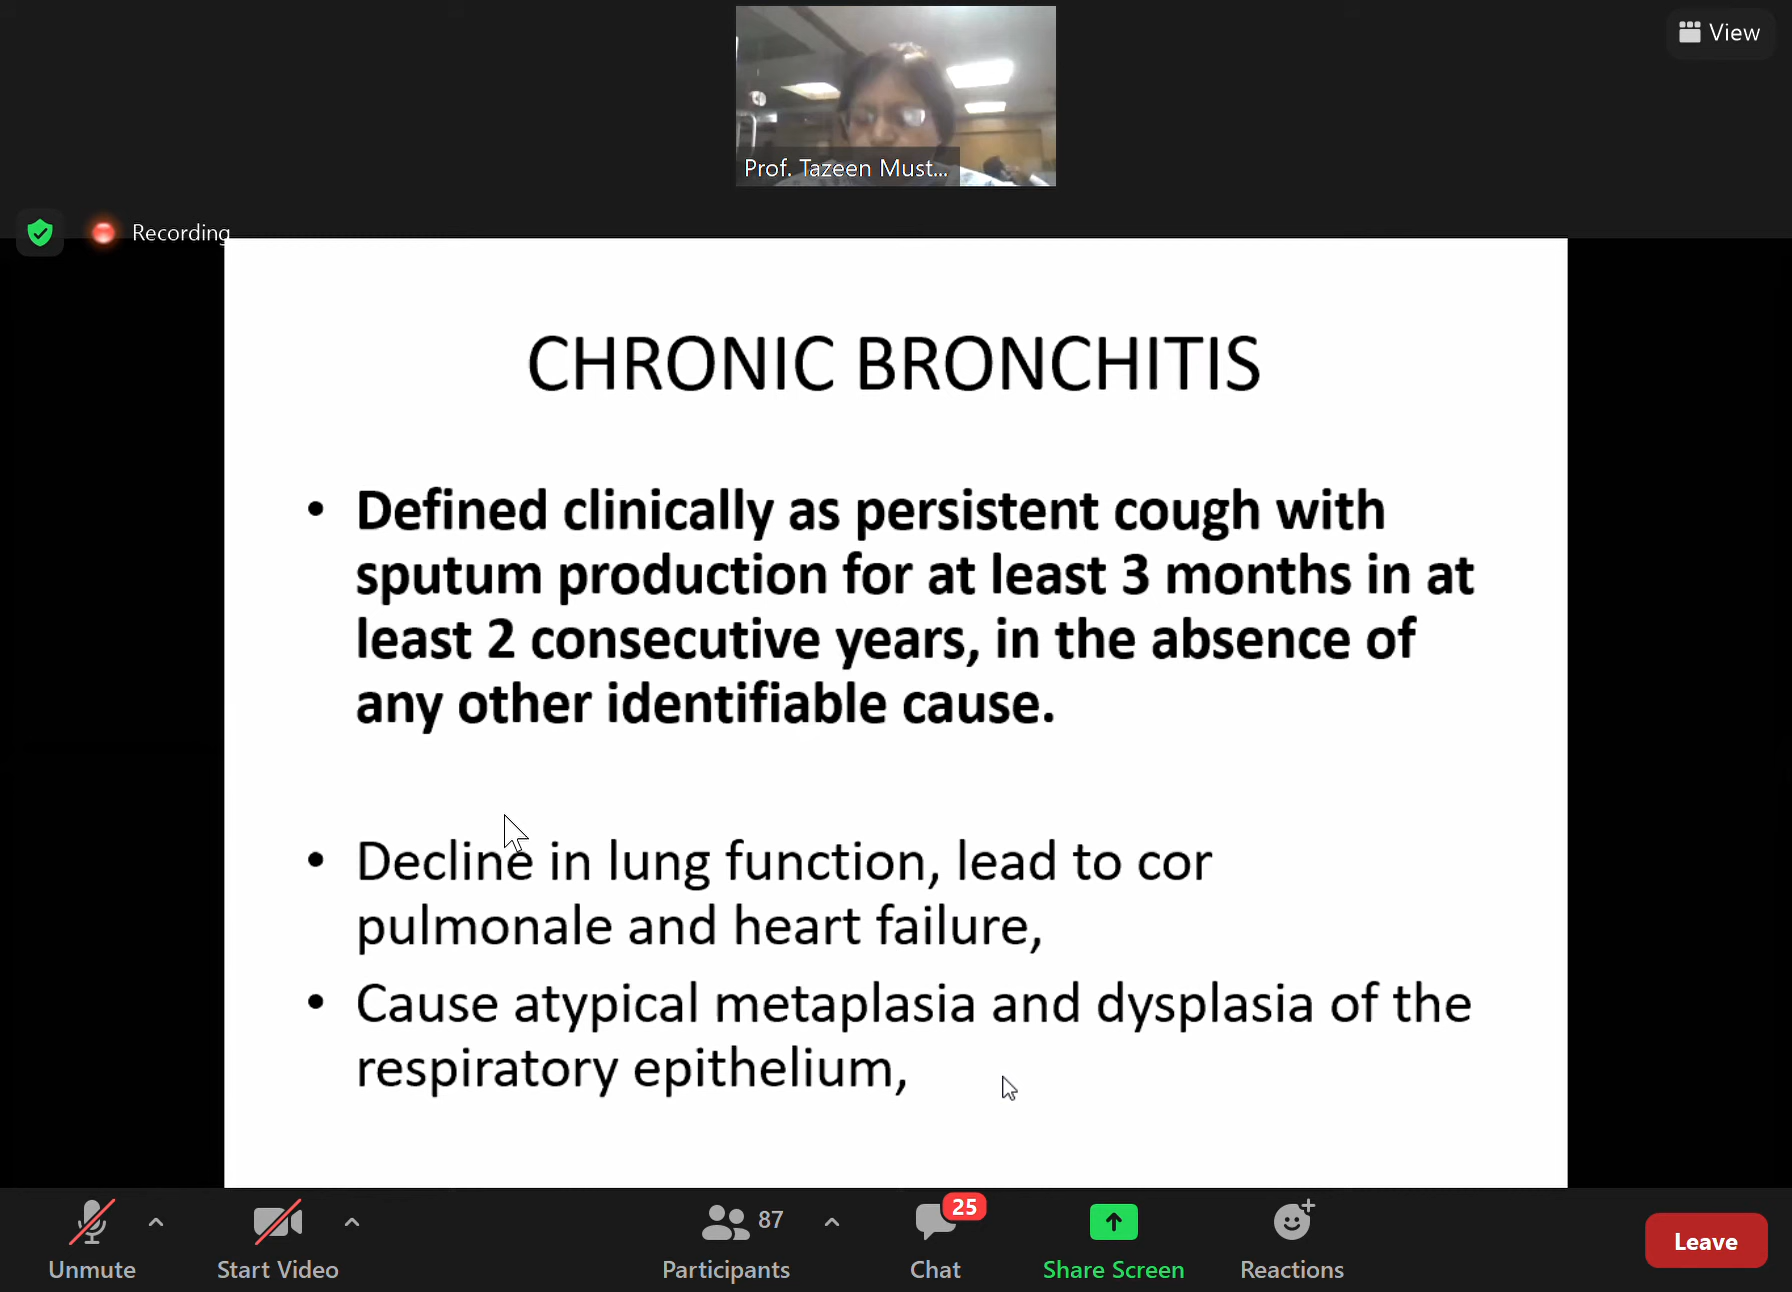 View
Prof. Tazeen Must...
Recording
CHRONIC BRONCHITIS
• Defined clinically as persistent cough with
sputum production for at least 3 months in at
least 2 consecutive years, in the absence of
any other identifiable cause.
• Decline in lung function, lead to cor
pulmonale and heart failure,
• Cause atypical metaplasia and dysplasia of the
respiratory epithelium,
87
25
Unmute
Start Video
Participants
Chat
Share Screen
Reactions
Leave